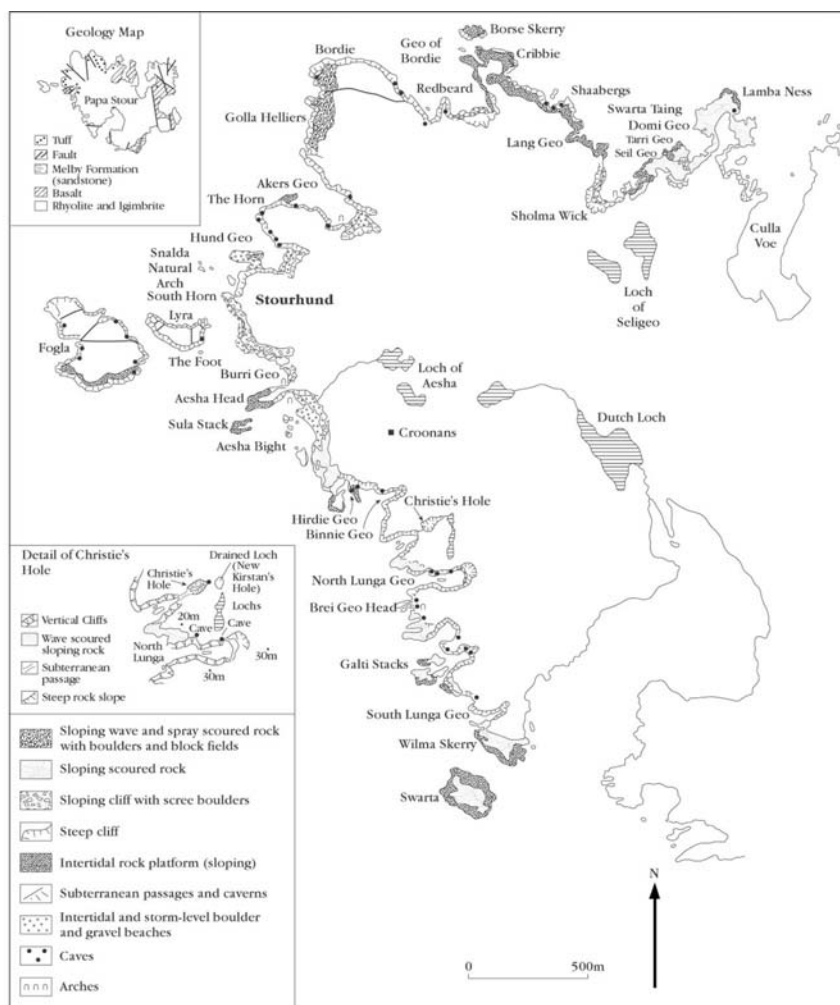 Geology Map
Papa Stour
Tuff
Fault
Melby Formation
(sandstone)
Basalt
Rhyolite and Igimbrite
Borse Skerry
Geo of
Bordie
Cribbie
Bordie
Redbeard
Shaabergs
Lamba Ness
Swarta Taing
Domi Geo
Tarri Geo
Seil Geo
Golla Helliers
Lang Geo
Akers Geo
The Horn
Sholma Wick
Culla
Voe
Hund Geo
Snalda
Natural
Arch
South Horn
Stourhund
Loch
of
Seligeo
Lyra
Fogla
The Foot
Burri Geo
Loch of
Aesha
Aesha Head
Dutch Loch
Sula Stack
Croonans
Aesha Bight
Christie's Hole
Hirdie Geo
Binnie Geo
North Lunga Geo
Brei Geo Head
Galti Stacks
South Lunga Geo
Wilma Skerry
Swarta
Detail of Christie's
Hole
Drained Loch
(New
Kirstan's
Hole)
Christie's
Hole
Lochs
20m
Cave
Cave
North
Lunga
30m
30m
Vertical Cliffs
Wave scoured
sloping rock
Subterranean
passage
Steep rock slope
Sloping wave and spray scoured rock
with boulders and block fields
Sloping scoured rock
Sloping cliff with scree boulders
Steep cliff
Intertidal rock platform (sloping)
Subterranean passages and caverns
Intertidal and storm-level boulder
and gravel beaches
Caves
Arches
N
0 500m